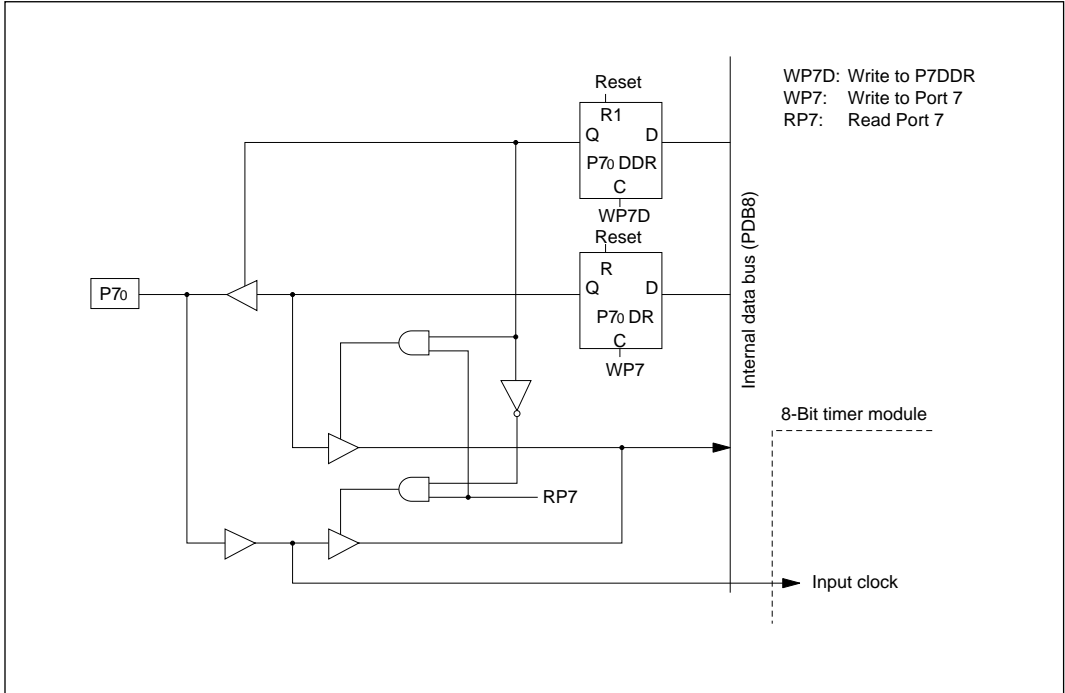 Reset
R1
Q D
P70 DDR
C
WP7D
Reset
R
Q D
P70 DR
C
WP7
P70
RP7
Internal data bus (PDB8)
WP7D: Write to P7DDR
WP7: Write to Port 7
RP7: Read Port 7
8-Bit timer module
Input clock